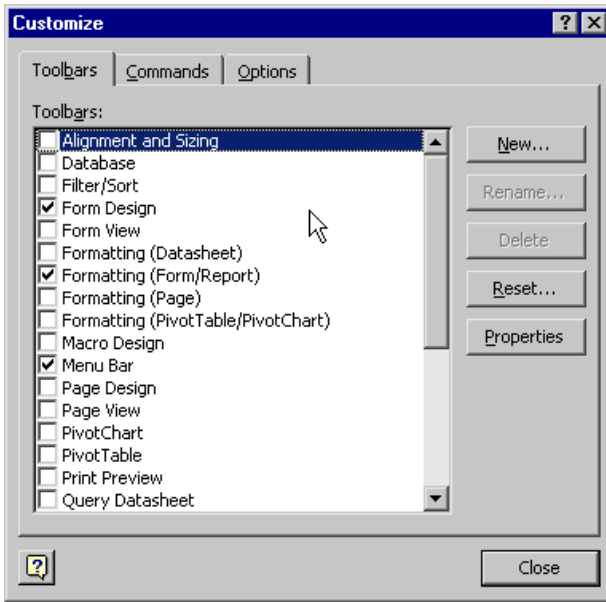 Customize
Toolbars Commands Options
Toolbars:
Alignment and Sizing
Database
Filter/Sort
Form Design
Form View
Formatting (Datasheet)
Formatting (Form/Report)
Formatting (Page)
Formatting (PivotTable/PivotChart)
Macro Design
Menu Bar
Page Design
Page View
PivotChart
PivotTable
Print Preview
Query Datasheet
New...
Rename...
Delete
Reset...
Properties
Close